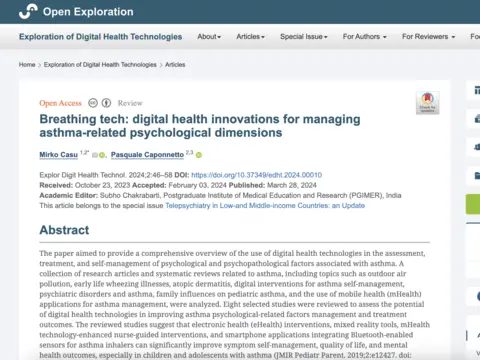 Open Exploration
Exploration of Digital Health Technologies
About
Articles
Special Issue
For Authors
For Reviewers
Home > Exploration of Digital Health Technologies > Articles
Open Access
Review
Breathing tech: digital health innovations for managing
asthma-related psychological dimensions
Mirko Casu 1,2* , Pasquale Caponnetto 2,3
Explor Digit Health Technol. 2024;2:46–58 DOI: https://doi.org/10.37349/edht.2024.00010
Received: October 23, 2023 Accepted: February 03, 2024 Published: March 28, 2024
Academic Editor: Subho Chakrabarti, Postgraduate Institute of Medical Education and Research (PGIMER), India
This article belongs to the special issue Telepsychiatry in Low-and Middle-income Countries: an Update
Abstract
The paper aimed to provide a comprehensive overview of the use of digital health technologies in the assessment,
treatment, and self-management of psychological and psychopathological factors associated with asthma. A
collection of research articles and systematic reviews related to asthma, including topics such as outdoor air
pollution, early life wheezing illnesses, atopic dermatitis, digital interventions for asthma self-management,
psychiatric disorders and asthma, family influences on pediatric asthma, and the use of mobile health (mHealth)
applications for asthma management, were analyzed. Eight selected studies were reviewed to assess the potential
of digital health technologies in improving asthma psychological-related factors management and treatment
outcomes. The reviewed studies suggest that electronic health (eHealth) interventions, mixed reality tools, mHealth
technology-enhanced nurse-guided interventions, and smartphone applications integrating Bluetooth-enabled
sensors for asthma inhalers can significantly improve symptom self-management, quality of life, and mental
health outcomes, especially in children and adolescents with asthma (JMIR Pediatr Parent. 2019;2:e12427. doi: